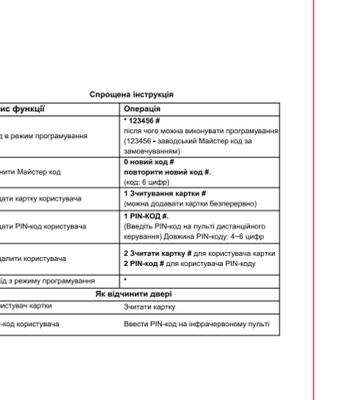 Спрощена інструкція
ис функції Операція
* 123456 #
д в режим програмування після чого можна виконувати програмування
(123456 - заводський Майстер код за
замовчуванням)
0 новий код #
нити Майстер код повторити новий код #.
(код: 6 цифр)
1 Зчитування картки #
дати картку користувача (можна додавати картки безперервно)
1 PIN-КОД #.
дати PIN-код користувача (Введіть PIN-код на пульті дистанційного
керування) Довжина PIN-коду: 4~6 цифр
2 Зчитати картку # для користувача картки
далити користувача 2 PIN-код # для користувача PIN-коду
ід з режиму програмування *
Як відчинити двері
ристувач картки Зчитати картку
-код користувача Ввести PIN-код на інфрачервоному пульті